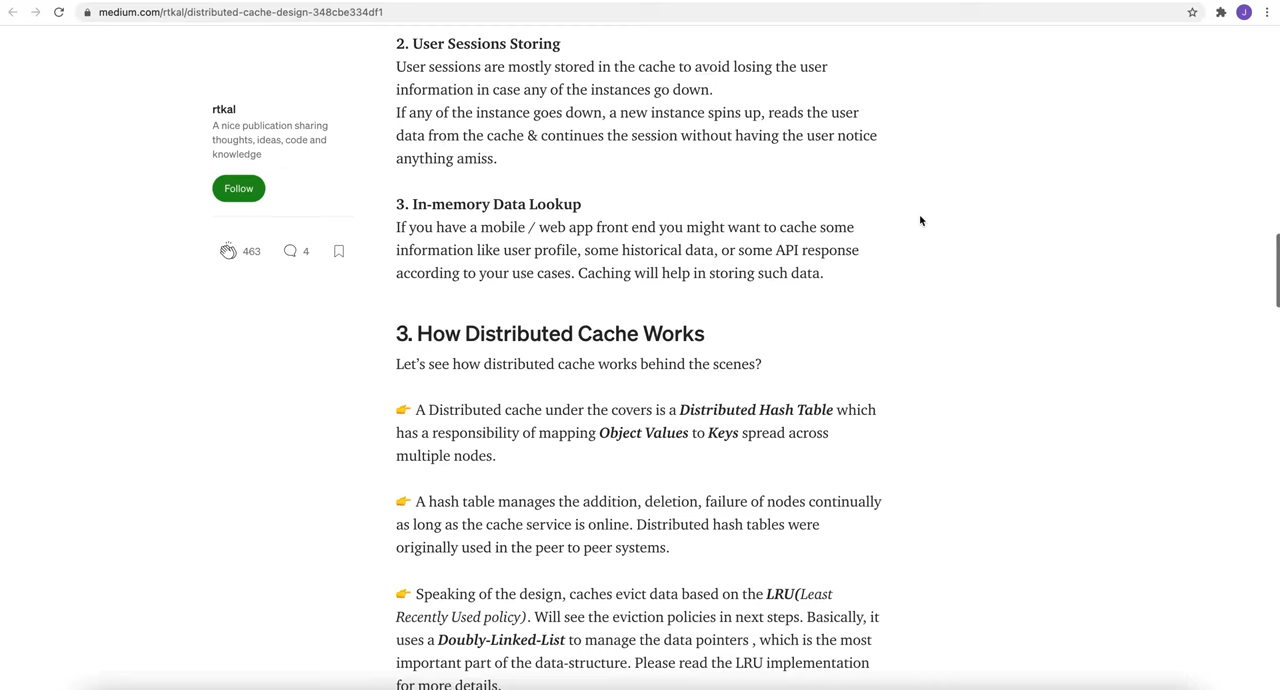 medium.com/rtkal/distributed-cache-design-348cbe334df1
J
rtkal
A nice publication sharing
thoughts, ideas, code and
knowledge
Follow
463
4
2. User Sessions Storing
User sessions are mostly stored in the cache to avoid losing the user
information in case any of the instances go down.
If any of the instance goes down, a new instance spins up, reads the user
data from the cache & continues the session without having the user notice
anything amiss.
3. In-memory Data Lookup
If you have a mobile / web app front end you might want to cache some
information like user profile, some historical data, or some API response
according to your use cases. Caching will help in storing such data.
3. How Distributed Cache Works
Let’s see how distributed cache works behind the scenes?
👉 A Distributed cache under the covers is a Distributed Hash Table which
has a responsibility of mapping Object Values to Keys spread across
multiple nodes.
👉 A hash table manages the addition, deletion, failure of nodes continually
as long as the cache service is online. Distributed hash tables were
originally used in the peer to peer systems.
👉 Speaking of the design, caches evict data based on the LRU(Least
Recently Used policy). Will see the eviction policies in next steps. Basically, it
uses a Doubly-Linked-List to manage the data pointers , which is the most
important part of the data-structure. Please read the LRU implementation
for more details.